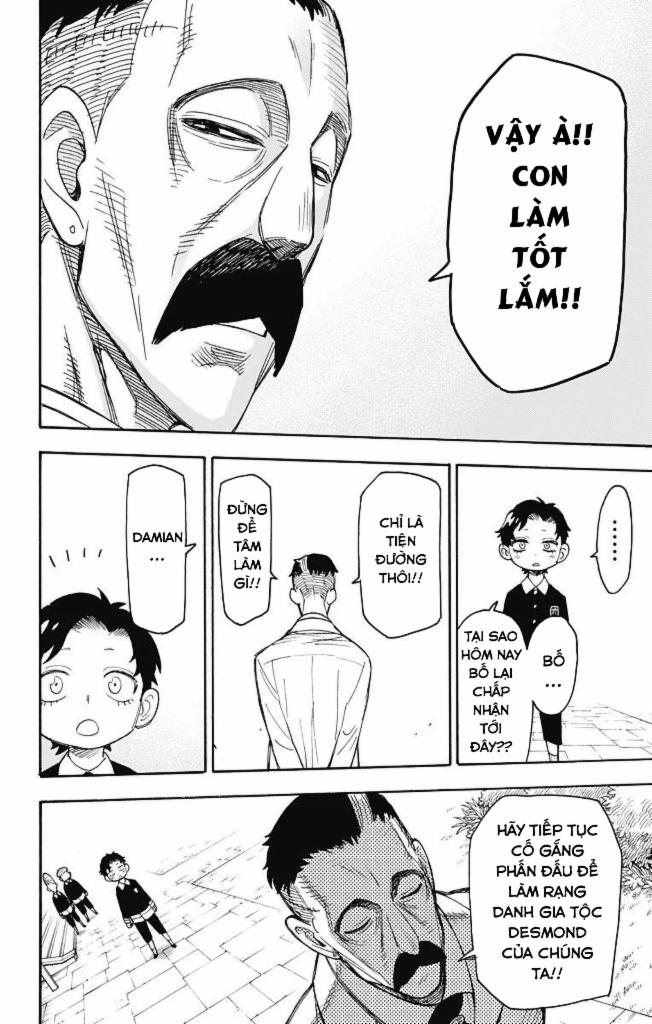 VẬY À!!
CON
LÀM
TỐT
LẮM!!
......
BỐ
...
TẠI SAO
HÔM NAY
BỐ LẠI
CHẤP
NHẬN
TỚI
ĐÂY??
CHỈ LÀ
TIỆN
ĐƯỜNG
THÔI!!
ĐỪNG
ĐỂ
TÂM
LÀM
GÌ!!
DAMIAN
...
HÃY TIẾP TỤC
CỐ GẮNG
PHẤN ĐẤU ĐỂ
LÀM RẠNG
DANH GIA TỘC
DESMOND
CỦA CHÚNG
TA!!